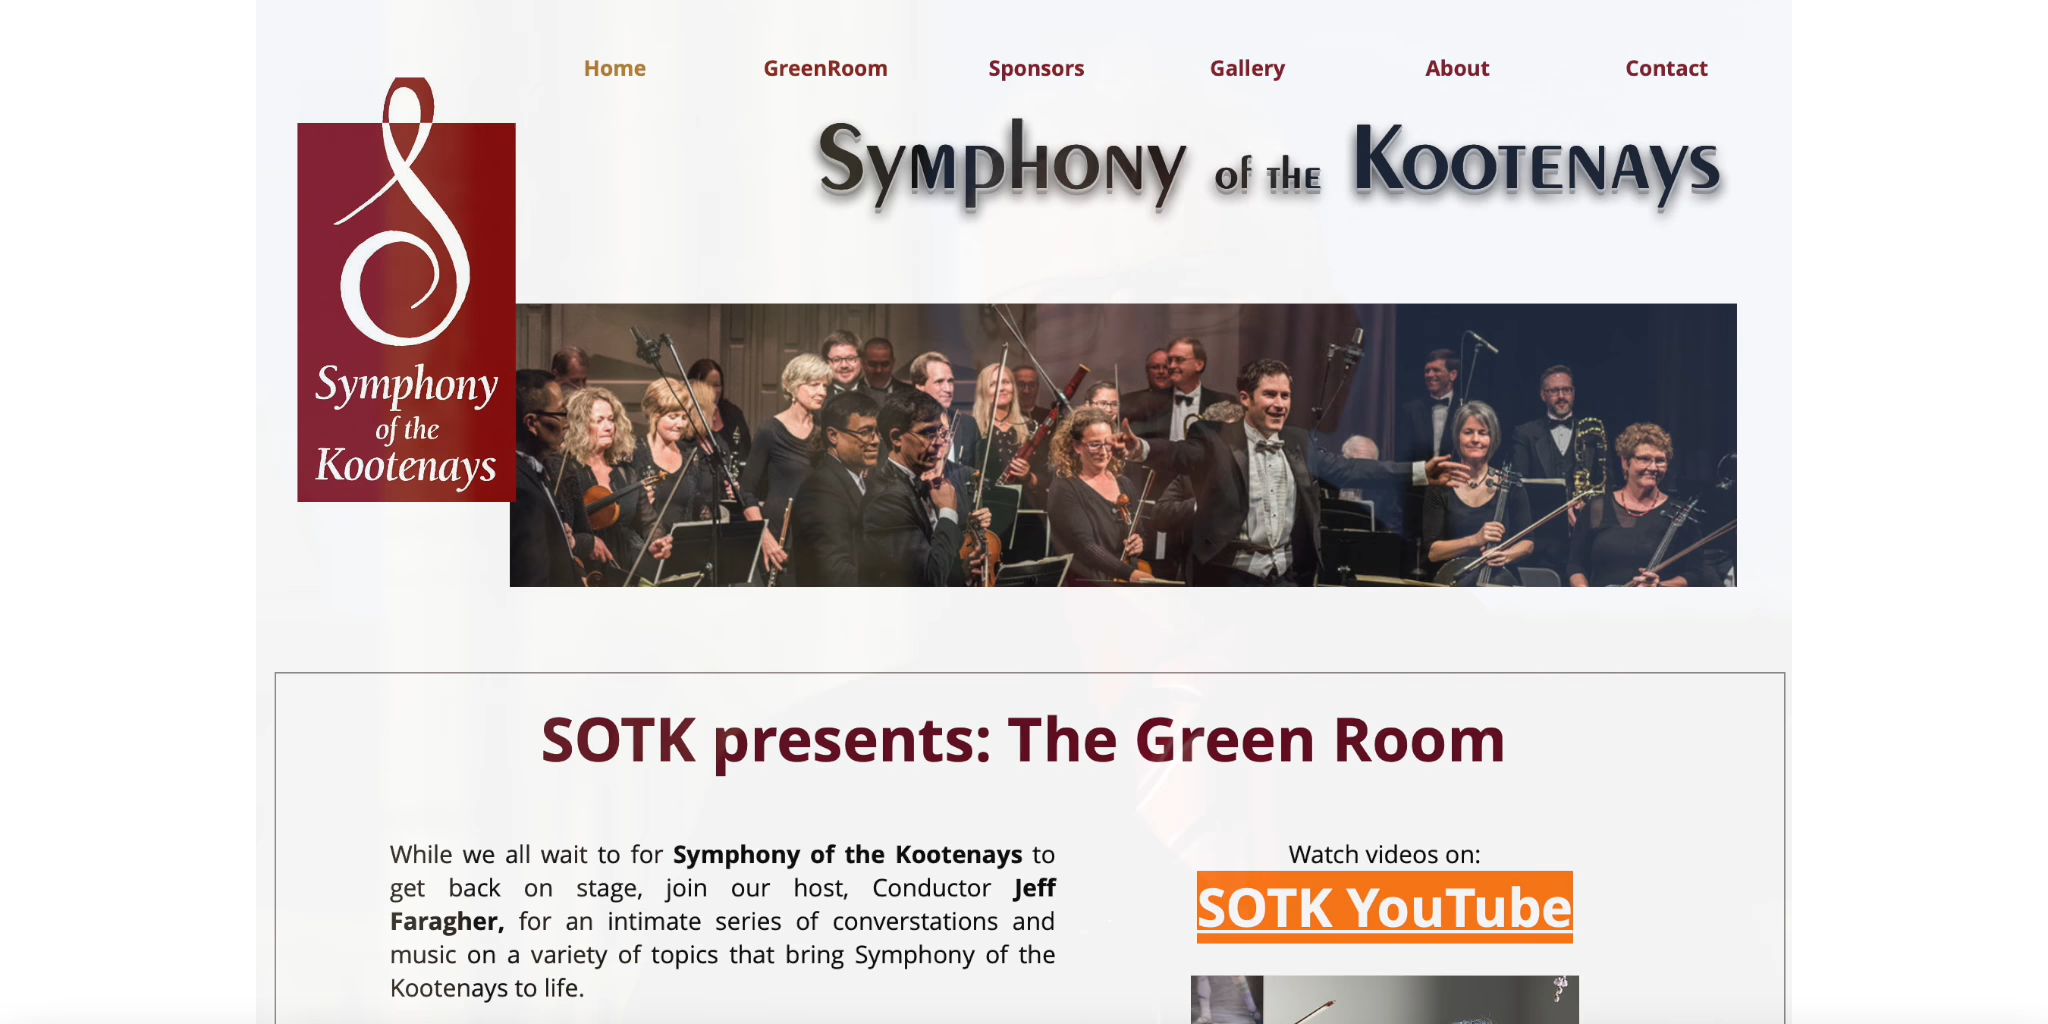 Home GreenRoom Sponsors Gallery About Contact
Symphony of the Kootenays
Symphony
of the
Kootenays
SOTK presents: The Green Room
While we all wait to for Symphony of the Kootenays to
get back on stage, join our host, Conductor Jeff
Faragher, for an intimate series of converstations and
music on a variety of topics that bring Symphony of the
Kootenays to life.
Watch videos on:
SOTK YouTube